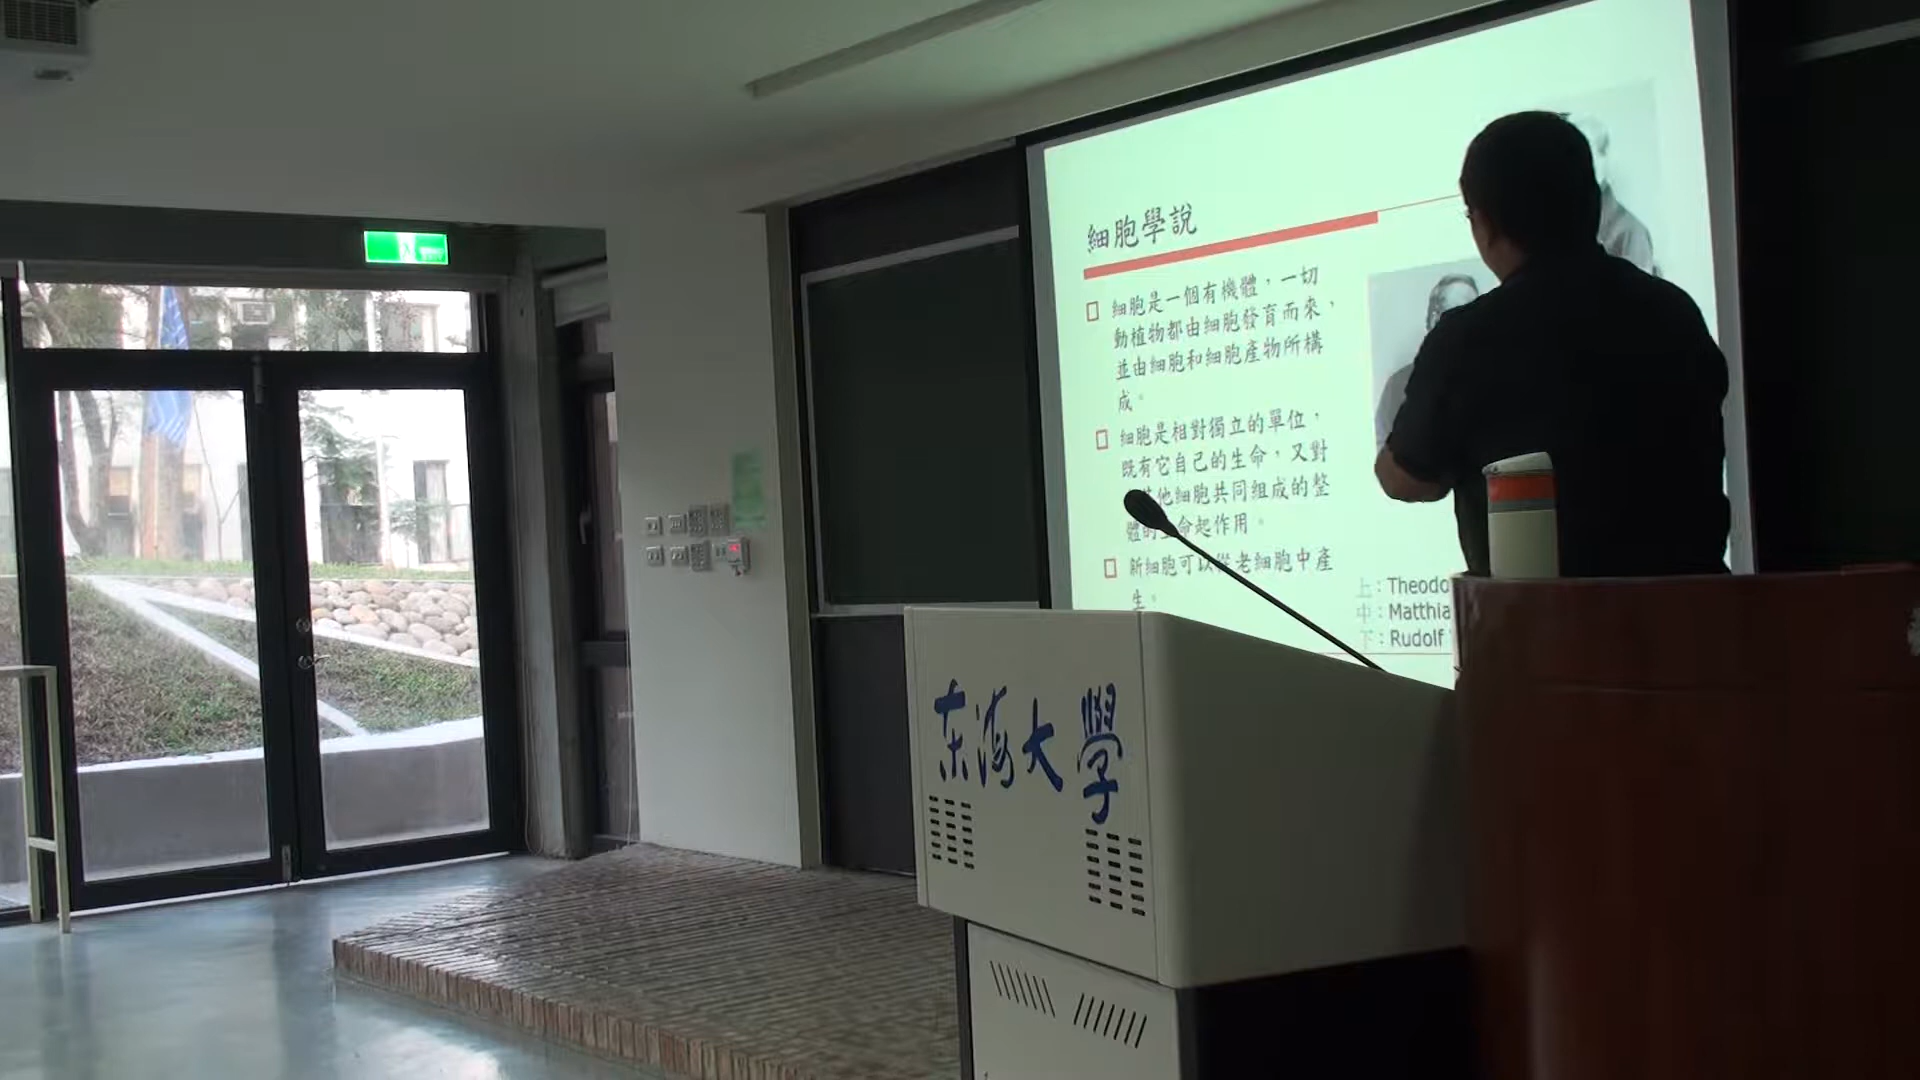 細胞學說
細胞是一個有機體，一切
動植物都由細胞發育而來，
並由細胞和細胞產物所構
成。
細胞是相對獨立的單位，
既有它自己的生命，又對
他細胞共同組成的整
體的生命起作用。
新細胞可以從老細胞中產
生。
上：Theodo
中：Matthia
下：Rudolf
东海大學